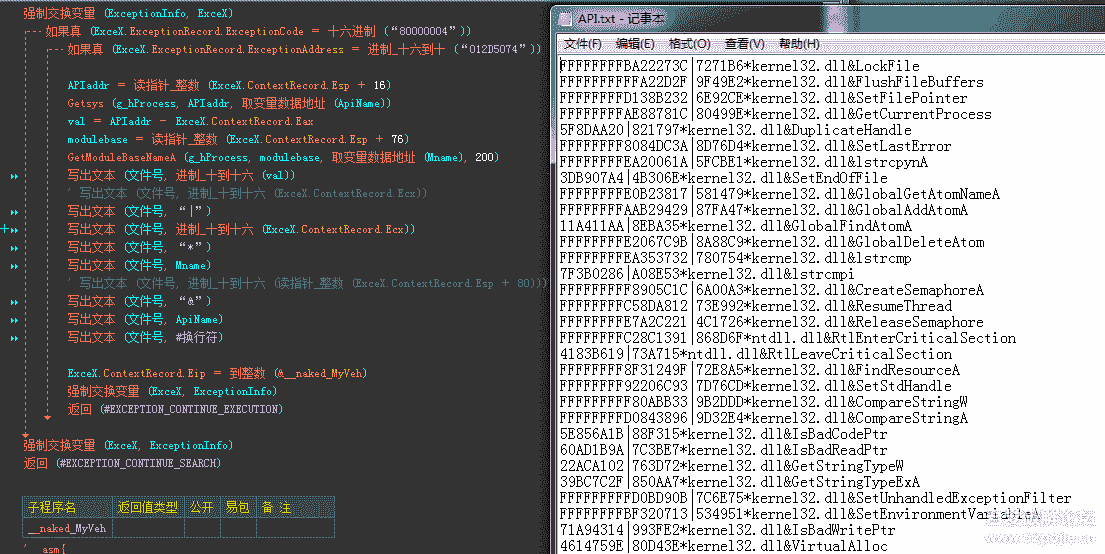 强制交换变量 (ExceptionInfo, ExceX)
如果真 (ExceX.ExceptionRecord.ExceptionCode = 十六进制 (“80000004”))
如果真 (ExceX.ExceptionRecord.ExceptionAddress = 进制_十六到十 (“012D5074”))
APIaddr = 读指针_整数 (ExceX.ContextRecord.Esp + 16)
Getsys (g_hProcess, APIaddr, 取变量数据地址 (ApiName))
val = APIaddr - ExceX.ContextRecord.Eax
modulebase = 读指针_整数 (ExceX.ContextRecord.Esp + 76)
GetModuleBaseNameA (g_hProcess, modulebase, 取变量数据地址 (Mname), 200)
写出文本 (文件号, 进制_十到十六 (val))
' 写出文本 (文件号, 进制_十到十六 (ExceX.ContextRecord.Ecx))
写出文本 (文件号, “|”)
写出文本 (文件号, 进制_十到十六 (ExceX.ContextRecord.Ecx))
写出文本 (文件号, “*”)
写出文本 (文件号, Mname)
' 写出文本 (文件号, 进制_十到十六 (读指针_整数 (ExceX.ContextRecord.Esp + 80)))
写出文本 (文件号, “&”)
写出文本 (文件号, ApiName)
写出文本 (文件号, #换行符)
ExceX.ContextRecord.Eip = 到整数 (&__naked_MyVeh)
强制交换变量 (ExceX, ExceptionInfo)
返回 (#EXCEPTION_CONTINUE_EXECUTION)
强制交换变量 (ExceX, ExceptionInfo)
返回 (#EXCEPTION_CONTINUE_SEARCH)
子程序名 返回值类型 公开 易包 备 注
__naked_MyVeh
' __asm{
API.txt - 记事本
文件(F) 编辑(E) 格式(O) 查看(V) 帮助(H)
FFFFFFFFBA22273C|7271B6*kernel32.dll&LockFile
FFFFFFFFA22D2F|9F49E2*kernel32.dll&FlushFileBuffers
FFFFFFFFD138B232|6E92CE*kernel32.dll&SetFilePointer
FFFFFFFFAE88781C|80499E*kernel32.dll&GetCurrentProcess
5F8DAA20|821797*kernel32.dll&DuplicateHandle
FFFFFFFF8084DC3A|8D76D4*kernel32.dll&SetLastError
FFFFFFFFEA20061A|5FCBE1*kernel32.dll&lstrcpynA
3DB907A4|4B306E*kernel32.dll&SetEndOfFile
FFFFFFFFE0B23817|581479*kernel32.dll&GlobalGetAtomNameA
FFFFFFFFAAB29429|87FA47*kernel32.dll&GlobalAddAtomA
11A411AA|8EBA35*kernel32.dll&GlobalFindAtomA
FFFFFFFFE2067C9B|8A88C9*kernel32.dll&GlobalDeleteAtom
FFFFFFFFEA353732|780754*kernel32.dll&lstrcmp
7F3B0286|A08E53*kernel32.dll&lstrcmpi
FFFFFFFF8905C1C|6A00A3*kernel32.dll&CreateSemaphoreA
FFFFFFFFC58DA812|73E992*kernel32.dll&ResumeThread
FFFFFFFFE7A2C221|4C1726*kernel32.dll&ReleaseSemaphore
FFFFFFFFC28C1391|868D6F*ntdll.dll&RtlEnterCriticalSection
4183B619|73A715*ntdll.dll&RtlLeaveCriticalSection
FFFFFFFF8F31249F|72E8A5*kernel32.dll&FindResourceA
FFFFFFFF92206C93|7D76CD*kernel32.dll&SetStdHandle
FFFFFFFF80ABB33|9B2DDD*kernel32.dll&CompareStringW
FFFFFFFFD0843896|9D32E4*kernel32.dll&CompareStringA
5E856A1B|88F315*kernel32.dll&IsBadCodePtr
60AD1B9A|7C3BE7*kernel32.dll&IsBadReadPtr
22ACA102|763D72*kernel32.dll&GetStringTypeW
39BC7C2F|850AA7*kernel32.dll&GetStringTypeExA
FFFFFFFFD0BD90B|7C6E75*kernel32.dll&SetUnhandledExceptionFilter
FFFFFFFFBF320713|534951*kernel32.dll&SetEnvironmentVariableA
71A94314|993FE2*kernel32.dll&IsBadWritePtr
4614759E|80D43E*kernel32.dll&VirtualAlloc